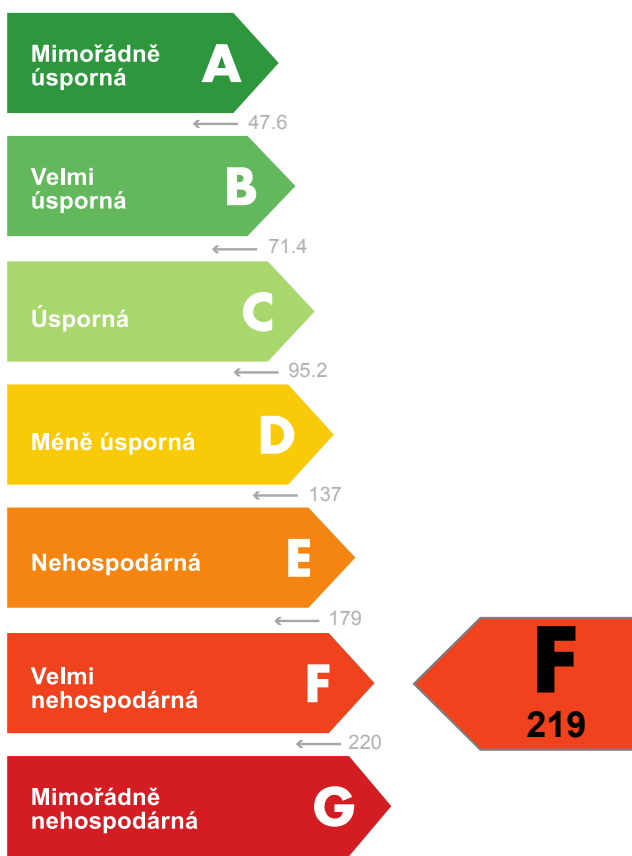 Mimořádně
úsporná
A
47.6
Velmi
úsporná
B
71.4
Úsporná
C
95.2
Méně úsporná
D
137
Nehospodárná
E
179
Velmi
nehospodárná
F
F
219
220
Mimořádně
nehospodárná
G